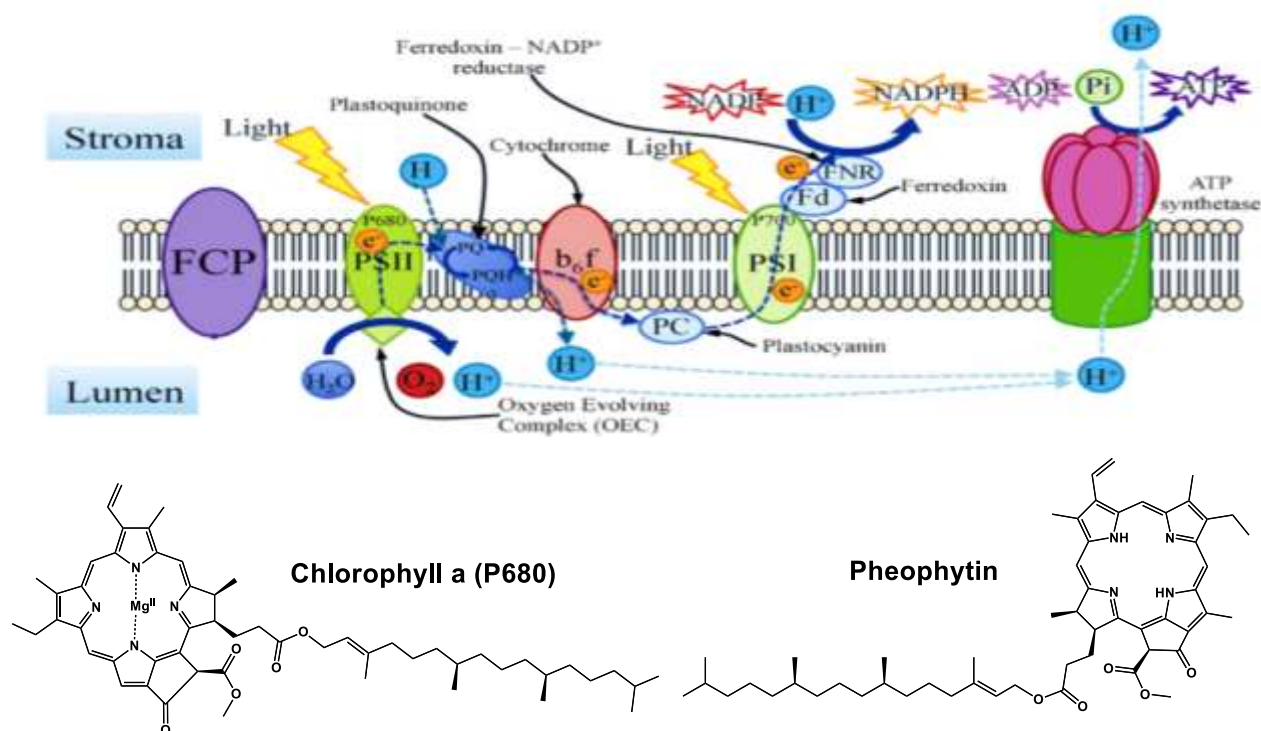 Ferredoxin – NADP⁺
reductase
Plastoquinone
Stroma
Light
Cytochrome
Light
NADP
H⁺
NADPH
ADP
Pi
ATP
H⁺
H
e⁻
FNR
Fd
Ferredoxin
ATP
synthetase
P680
P700
FCP
e⁻
PSII
PQ
PQH
b₆f
e⁻
PSI
e⁻
PC
Plastocyanin
H₂O
O₂
H⁺
H⁺
H⁺
Lumen
Oxygen Evolving
Complex (OEC)
Chlorophyll a (P680)
Pheophytin
N
N
Mg^II
N
N
O
O
O
O
O
NH
N
N
HN
O
O
O
O
O